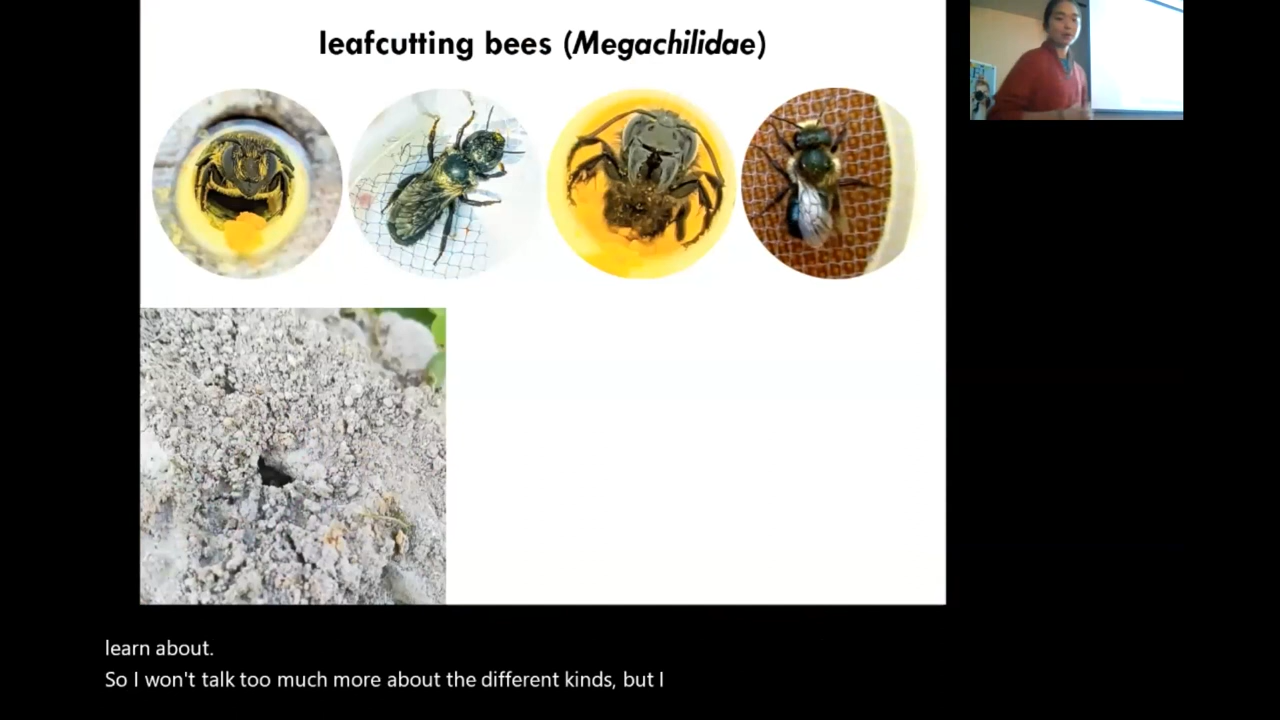 leafcutting bees (Megachilidae)
learn about.
So I won't talk too much more about the different kinds, but I